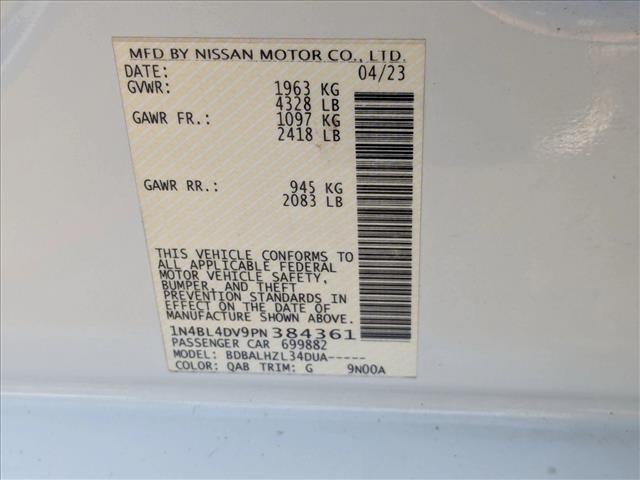 MFD BY NISSAN MOTOR CO., LTD.
DATE: 04/23
GVWR: 1963 KG
4328 LB
GAWR FR.: 1097 KG
2418 LB
GAWR RR.: 945 KG
2083 LB
THIS VEHICLE CONFORMS TO
ALL APPLICABLE FEDERAL
MOTOR VEHICLE SAFETY,
BUMPER, AND THEFT
PREVENTION STANDARDS IN
EFFECT ON THE DATE OF
MANUFACTURE SHOWN ABOVE.
1N4BL4DV9PN384361
PASSENGER CAR 699882
MODEL: BDBALHZL34DUA-----
COLOR: QAB TRIM: G 9N00A